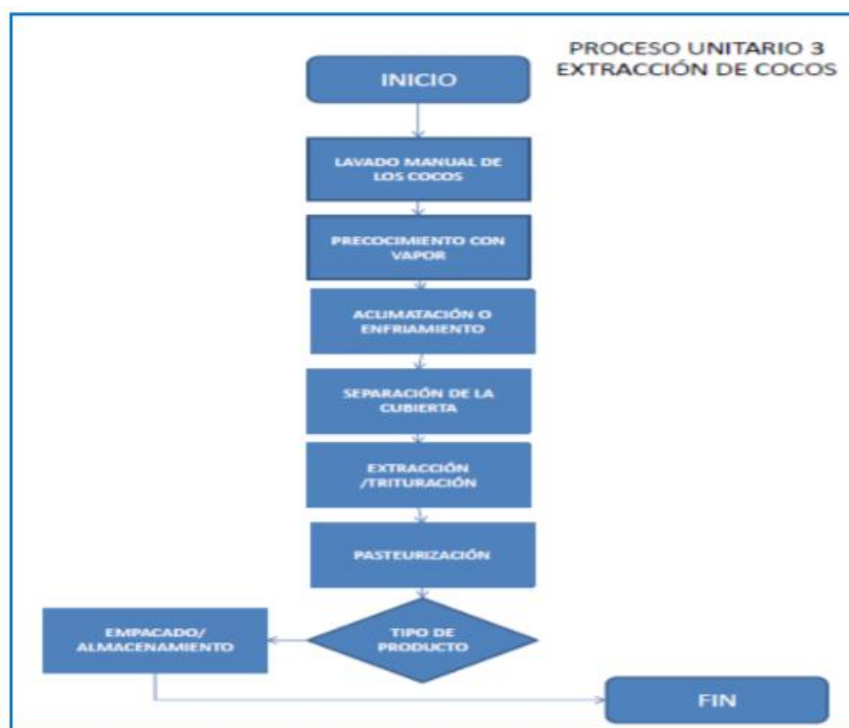 PROCESO UNITARIO 3
EXTRACCIÓN DE COCOS
INICIO
LAVADO MANUAL DE
LOS COCOS
PRECOCIMIENTO CON
VAPOR
ACLIMATACIÓN O
ENFRIAMIENTO
SEPARACIÓN DE LA
CUBIERTA
EXTRACCIÓN
/TRITURACIÓN
PASTEURIZACIÓN
TIPO DE
PRODUCTO
EMPACADO/
ALMACENAMIENTO
FIN